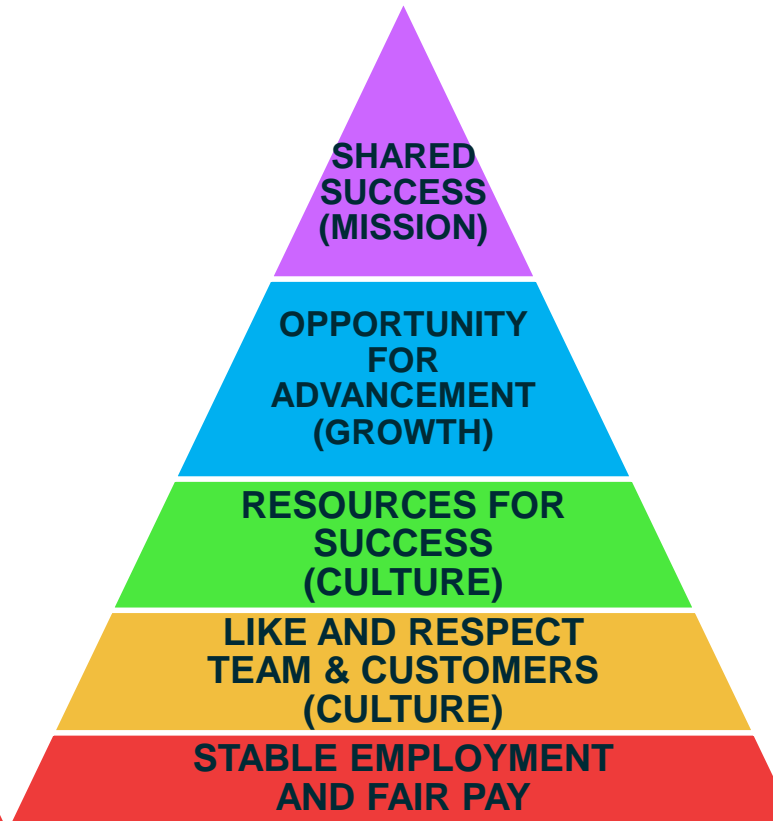 SHARED
SUCCESS
(MISSION)
OPPORTUNITY
FOR
ADVANCEMENT
(GROWTH)
RESOURCES FOR
SUCCESS
(CULTURE)
LIKE AND RESPECT
TEAM & CUSTOMERS
(CULTURE)
STABLE EMPLOYMENT
AND FAIR PAY